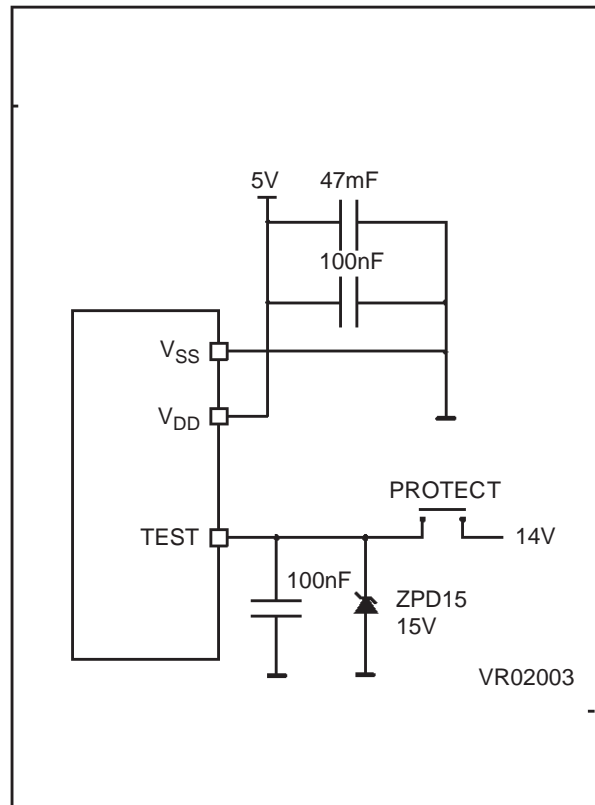 5V
47mF
100nF
VSS
VDD
PROTECT
TEST
14V
100nF
ZPD15
15V
VR02003